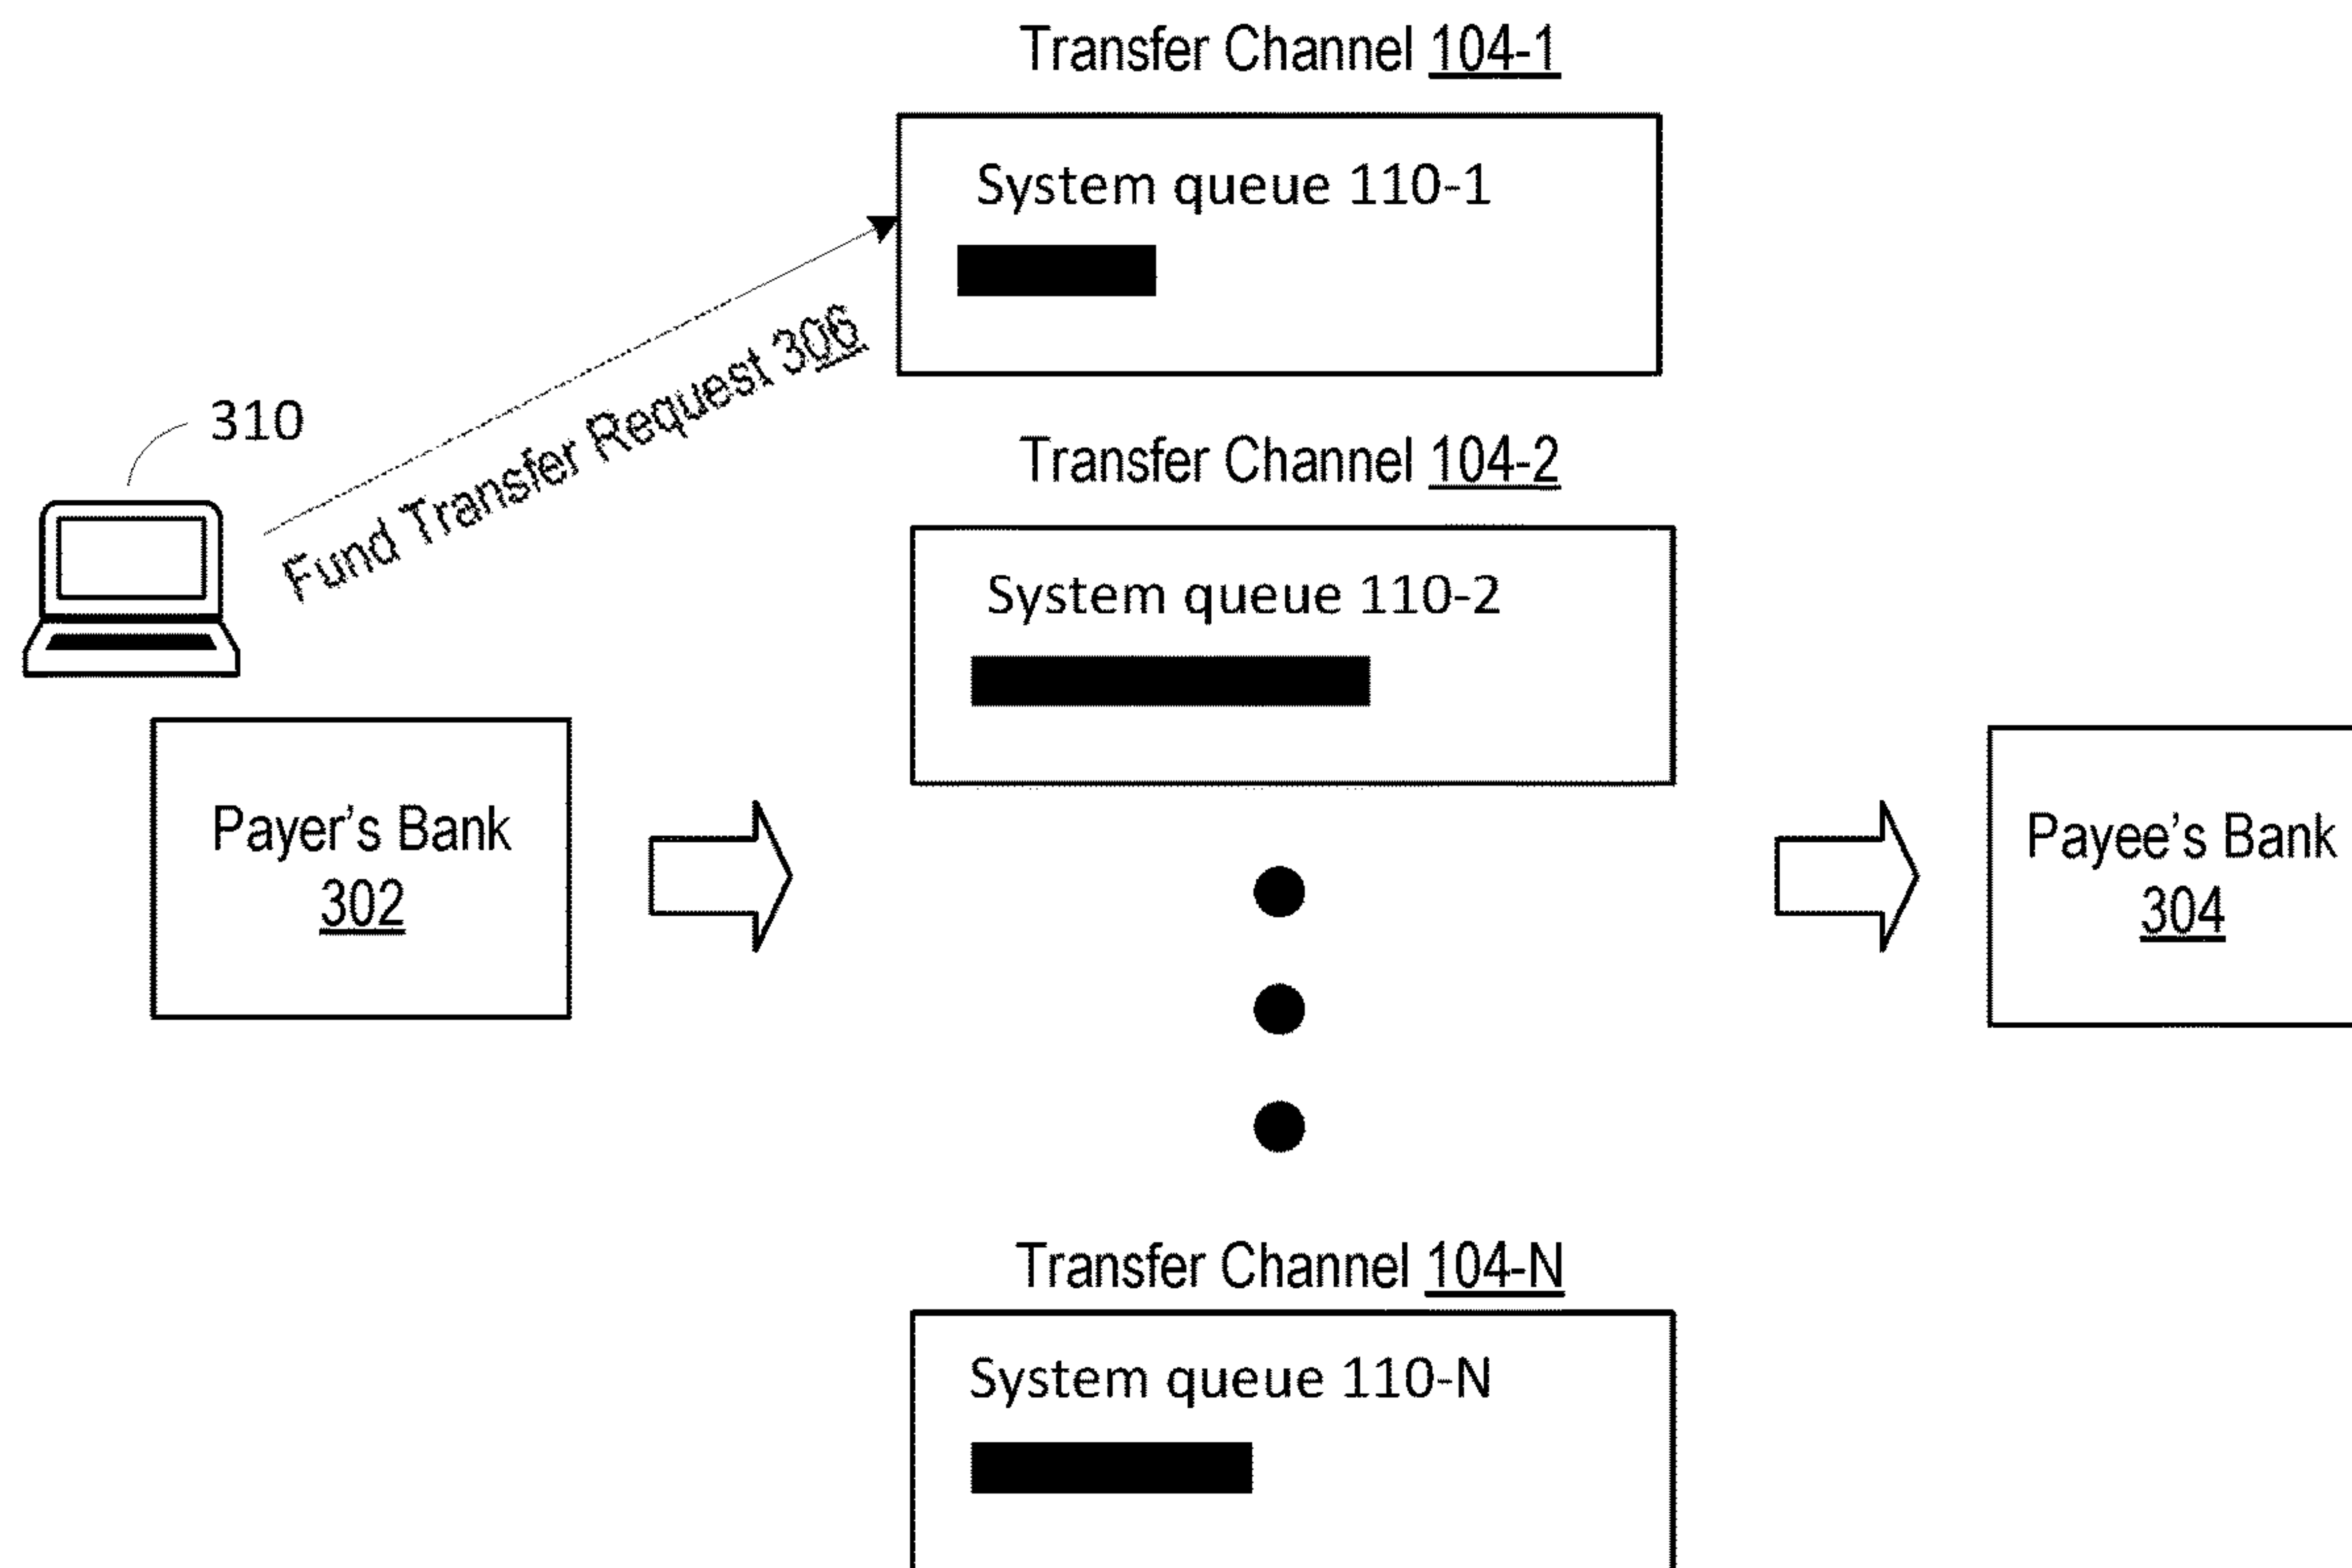 Transfer Channel 104-1
System queue 110-1
Fund Transfer Request 306
310
Transfer Channel 104-2
System queue 110-2
Payer's Bank
302
Payee's Bank
304
Transfer Channel 104-N
System queue 110-N